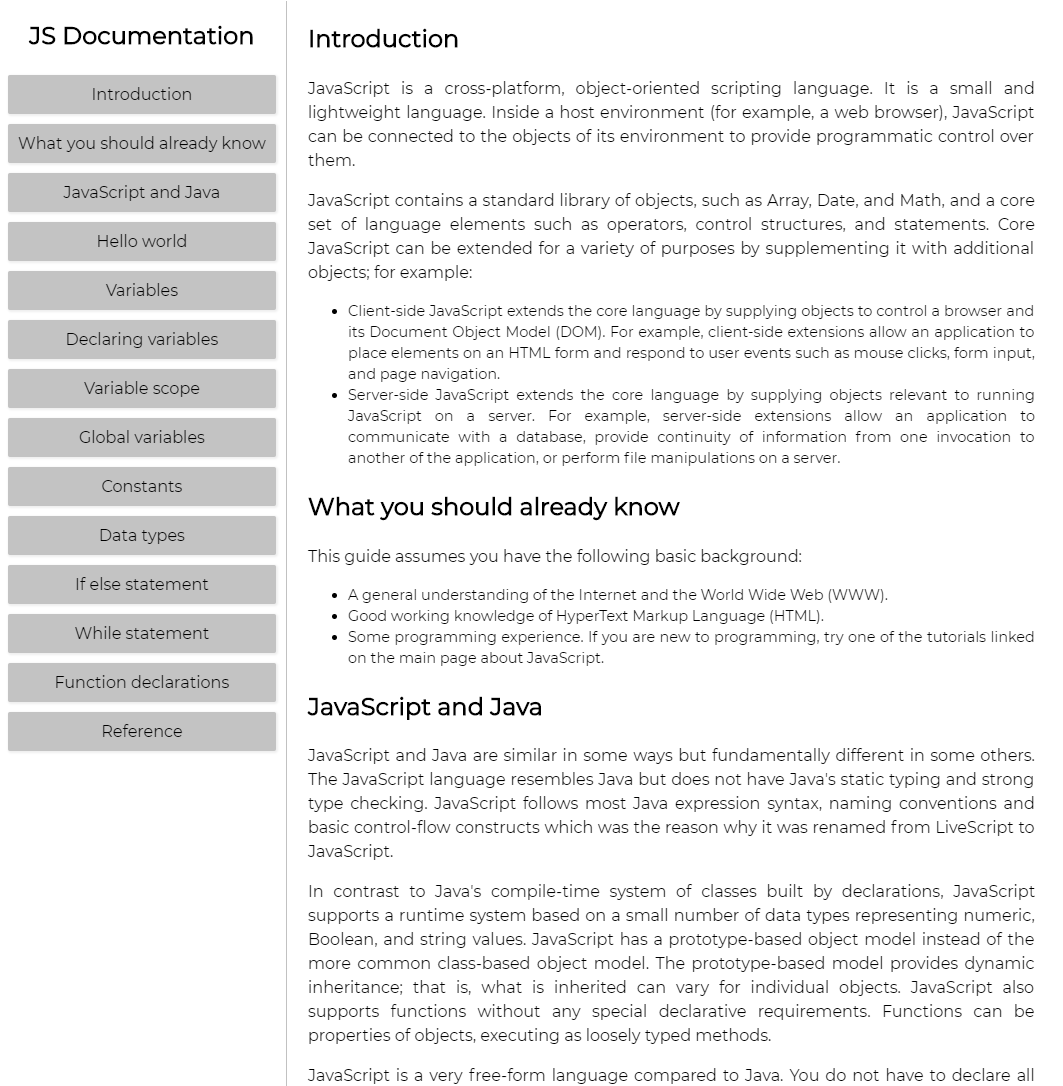 JS Documentation
Introduction
What you should already know
JavaScript and Java
Hello world
Variables
Declaring variables
Variable scope
Global variables
Constants
Data types
If else statement
While statement
Function declarations
Reference
Introduction
JavaScript is a cross-platform, object-oriented scripting language. It is a small and
lightweight language. Inside a host environment (for example, a web browser), JavaScript
can be connected to the objects of its environment to provide programmatic control over
them.
JavaScript contains a standard library of objects, such as Array, Date, and Math, and a core
set of language elements such as operators, control structures, and statements. Core
JavaScript can be extended for a variety of purposes by supplementing it with additional
objects; for example:
• Client-side JavaScript extends the core language by supplying objects to control a browser and
its Document Object Model (DOM). For example, client-side extensions allow an application to
place elements on an HTML form and respond to user events such as mouse clicks, form input,
and page navigation.
• Server-side JavaScript extends the core language by supplying objects relevant to running
JavaScript on a server. For example, server-side extensions allow an application to
communicate with a database, provide continuity of information from one invocation to
another of the application, or perform file manipulations on a server.
What you should already know
This guide assumes you have the following basic background:
• A general understanding of the Internet and the World Wide Web (WWW).
• Good working knowledge of HyperText Markup Language (HTML).
• Some programming experience. If you are new to programming, try one of the tutorials linked
on the main page about JavaScript.
JavaScript and Java
JavaScript and Java are similar in some ways but fundamentally different in some others.
The JavaScript language resembles Java but does not have Java's static typing and strong
type checking. JavaScript follows most Java expression syntax, naming conventions and
basic control-flow constructs which was the reason why it was renamed from LiveScript to
JavaScript.
In contrast to Java's compile-time system of classes built by declarations, JavaScript
supports a runtime system based on a small number of data types representing numeric,
Boolean, and string values. JavaScript has a prototype-based object model instead of the
more common class-based object model. The prototype-based model provides dynamic
inheritance; that is, what is inherited can vary for individual objects. JavaScript also
supports functions without any special declarative requirements. Functions can be
properties of objects, executing as loosely typed methods.
JavaScript is a very free-form language compared to Java. You do not have to declare all